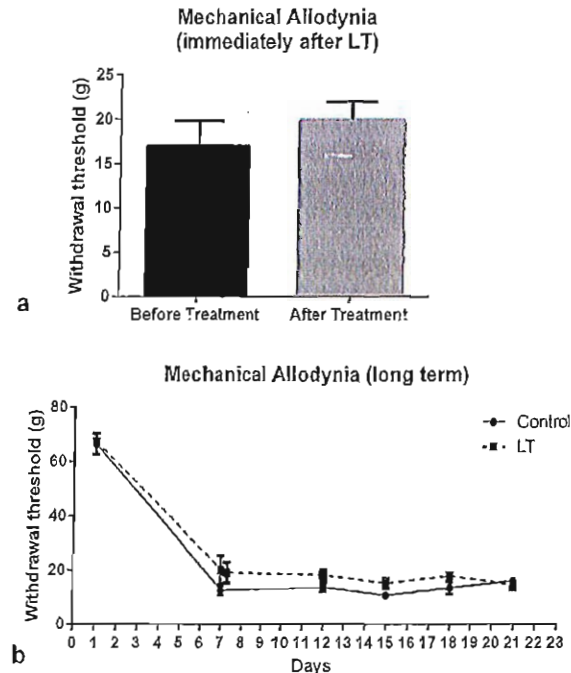 Mechanical Allodynia
(immediately after LT)
Withdrawal threshold (g)
25
20
15
10
5
0
Before Treatment After Treatment
a
Mechanical Allodynia (long term)
Withdrawal threshold (g)
80
60
40
20
0
Control
LT
0 1 2 3 4 5 6 7 8 9 10 11 12 13 14 15 16 17 18 19 20 21 22 23
Days
b